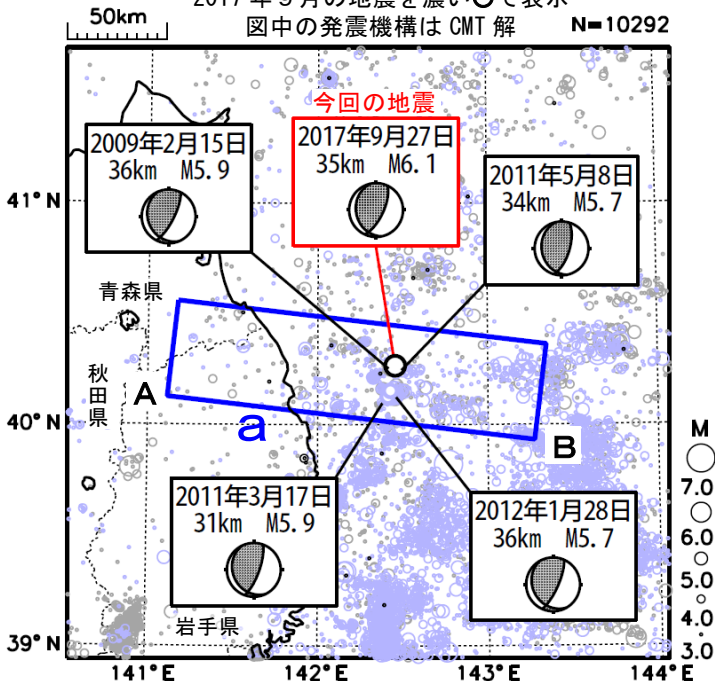 2017年9月の地震を濃い○で表示
図中の発震機構は CMT 解
N=10292
50km
今回の地震
2017年9月27日
35km M6.1
2009年2月15日
36km M5.9
2011年5月8日
34km M5.7
41°N
青森県
秋田県
A
40°N
a
B
2011年3月17日
31km M5.9
2012年1月28日
36km M5.7
M
7.0
6.0
5.0
4.0
3.0
岩手県
39°N
141°E
142°E
143°E
144°E